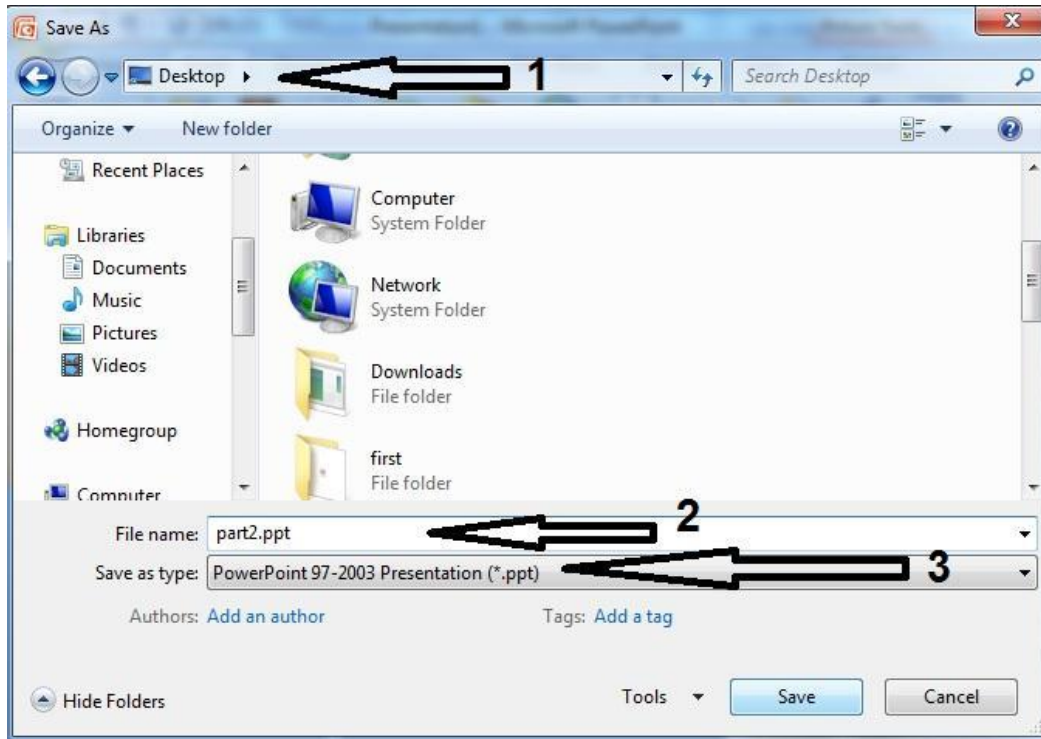 Save As
Desktop
1
Search Desktop
Organize
New folder
Recent Places
Libraries
Documents
Music
Pictures
Videos
Homegroup
Computer
Computer
System Folder
Network
System Folder
Downloads
File folder
first
File folder
2
File name: part2.ppt
Save as type: PowerPoint 97-2003 Presentation (*.ppt)
3
Authors: Add an author Tags: Add a tag
Hide Folders
Tools Save Cancel